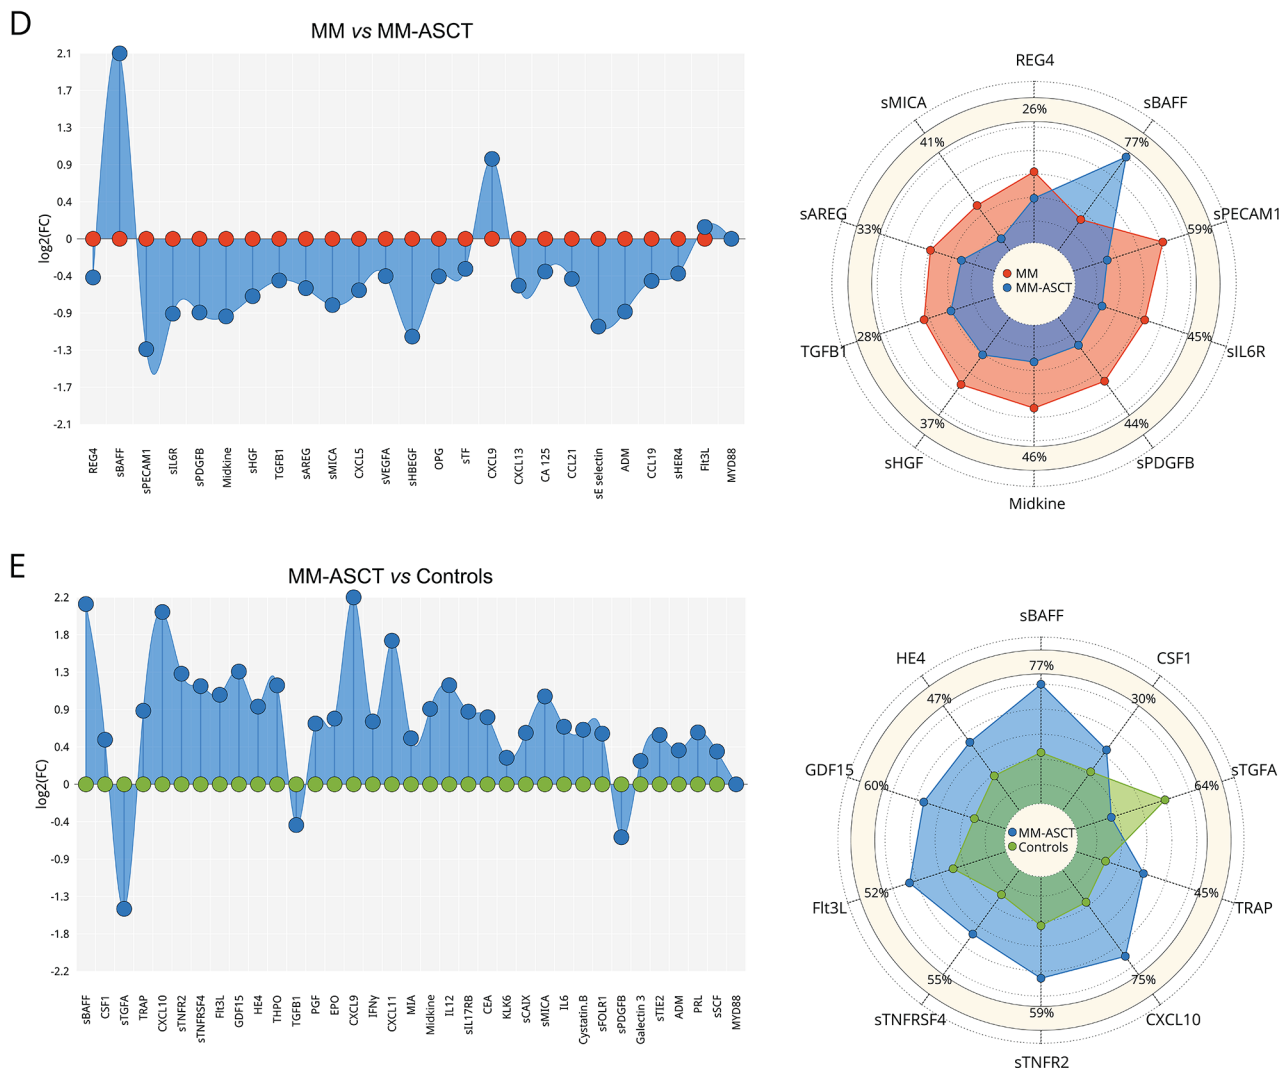 D
MM vs MM-ASCT
2.1
1.7
1.3
0.9
0.4
0
-0.4
-0.9
-1.3
-1.7
-2.1
log2(FC)
REG4
sBAFF
sPECAM1
sIL6R
sPDGFB
Midkine
sHGF
TGFB1
sAREG
sMICA
CXCL5
sVEGFA
sHBEGF
OPG
sTF
CXCL9
CXCL13
CA 125
CCL21
sE selectin
ADM
CCL19
sHER4
Flt3L
MYD88
REG4
sMICA
sBAFF
26%
41%
77%
sAREG
sPECAM1
33%
59%
MM
MM-ASCT
28%
45%
TGFB1
sIL6R
37%
44%
46%
sHGF
sPDGFB
Midkine
E
MM-ASCT vs Controls
2.2
1.8
1.3
0.9
0.4
0
-0.4
-0.9
-1.3
-1.8
-2.2
log2(FC)
sBAFF
CSF1
sTGFA
TRAP
CXCL10
sTNFR2
sTNFRSF4
Flt3L
GDF15
HE4
THPO
TGFB1
PGF
EPO
CXCL9
IFNy
CXCL11
MIA
Midkine
IL12
sIL17RB
CEA
KLK6
sCAIX
sMICA
IL6
Cystatin.B
sFOLR1
sPDGFB
Galectin 3
sTIE2
ADM
PRL
sSCF
MYD88
sBAFF
HE4
CSF1
77%
47%
30%
GDF15
sTGFA
60%
64%
MM-ASCT
Controls
52%
45%
Flt3L
TRAP
55%
75%
59%
sTNFRSF4
CXCL10
sTNFR2